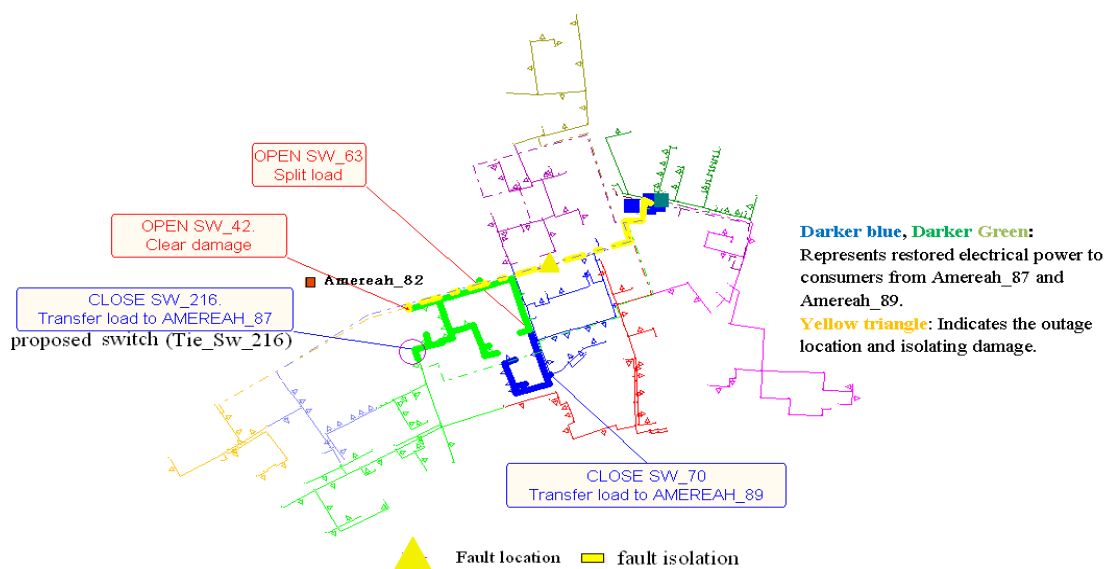 OPEN SW_63
Split load
OPEN SW_42.
Clear damage
Amereah_82
CLOSE SW_216.
Transfer load to AMEREAH_87
proposed switch (Tie_Sw_216)
Darker blue, Darker Green:
Represents restored electrical power to
consumers from Amereah_87 and
Amereah_89.
Yellow triangle: Indicates the outage
location and isolating damage.
CLOSE SW_70
Transfer load to AMEREAH_89
Fault location
fault isolation